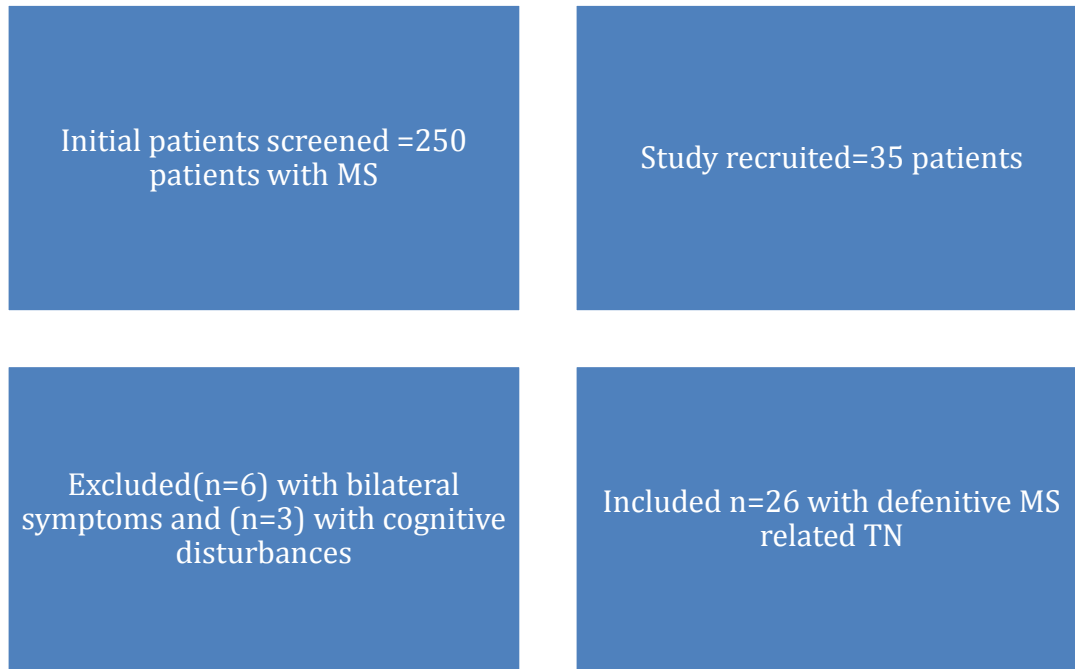 Initial patients screened =250
patients with MS
Study recruited=35 patients
Excluded(n=6) with bilateral
symptoms and (n=3) with cognitive
disturbances
Included n=26 with defenitive MS
related TN